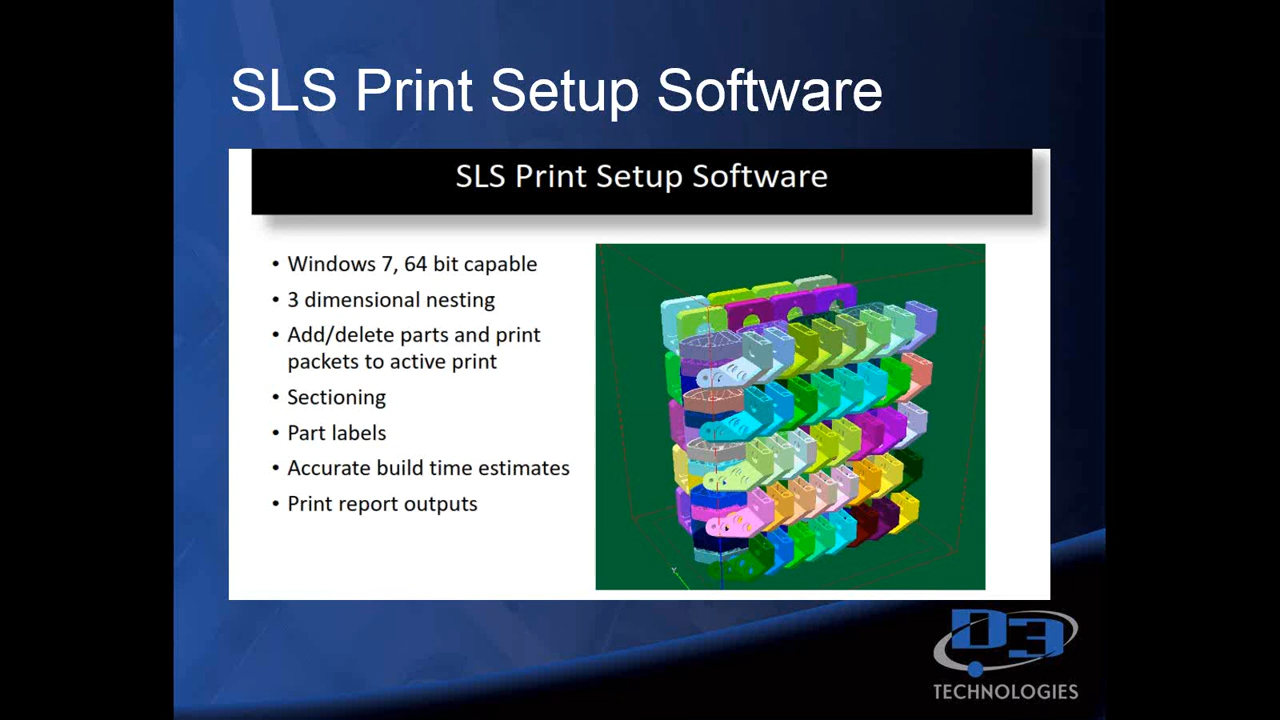 SLS Print Setup Software
SLS Print Setup Software
• Windows 7, 64 bit capable
• 3 dimensional nesting
• Add/delete parts and print
packets to active print
• Sectioning
• Part labels
• Accurate build time estimates
• Print report outputs
Y
D3
TECHNOLOGIES